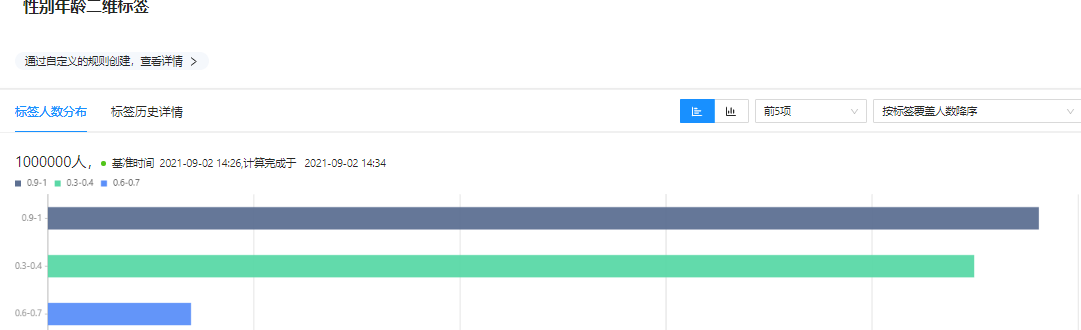 性别年龄二维标签
通过自定义的规则创建，查看详情
标签人数分布 标签历史详情 前5项 按标签覆盖人数降序
1000000人，基准时间 2021-09-02 14:26,计算完成于 2021-09-02 14:34
0.9-1 0.3-0.4 0.6-0.7
0.9-1
0.3-0.4
0.6-0.7